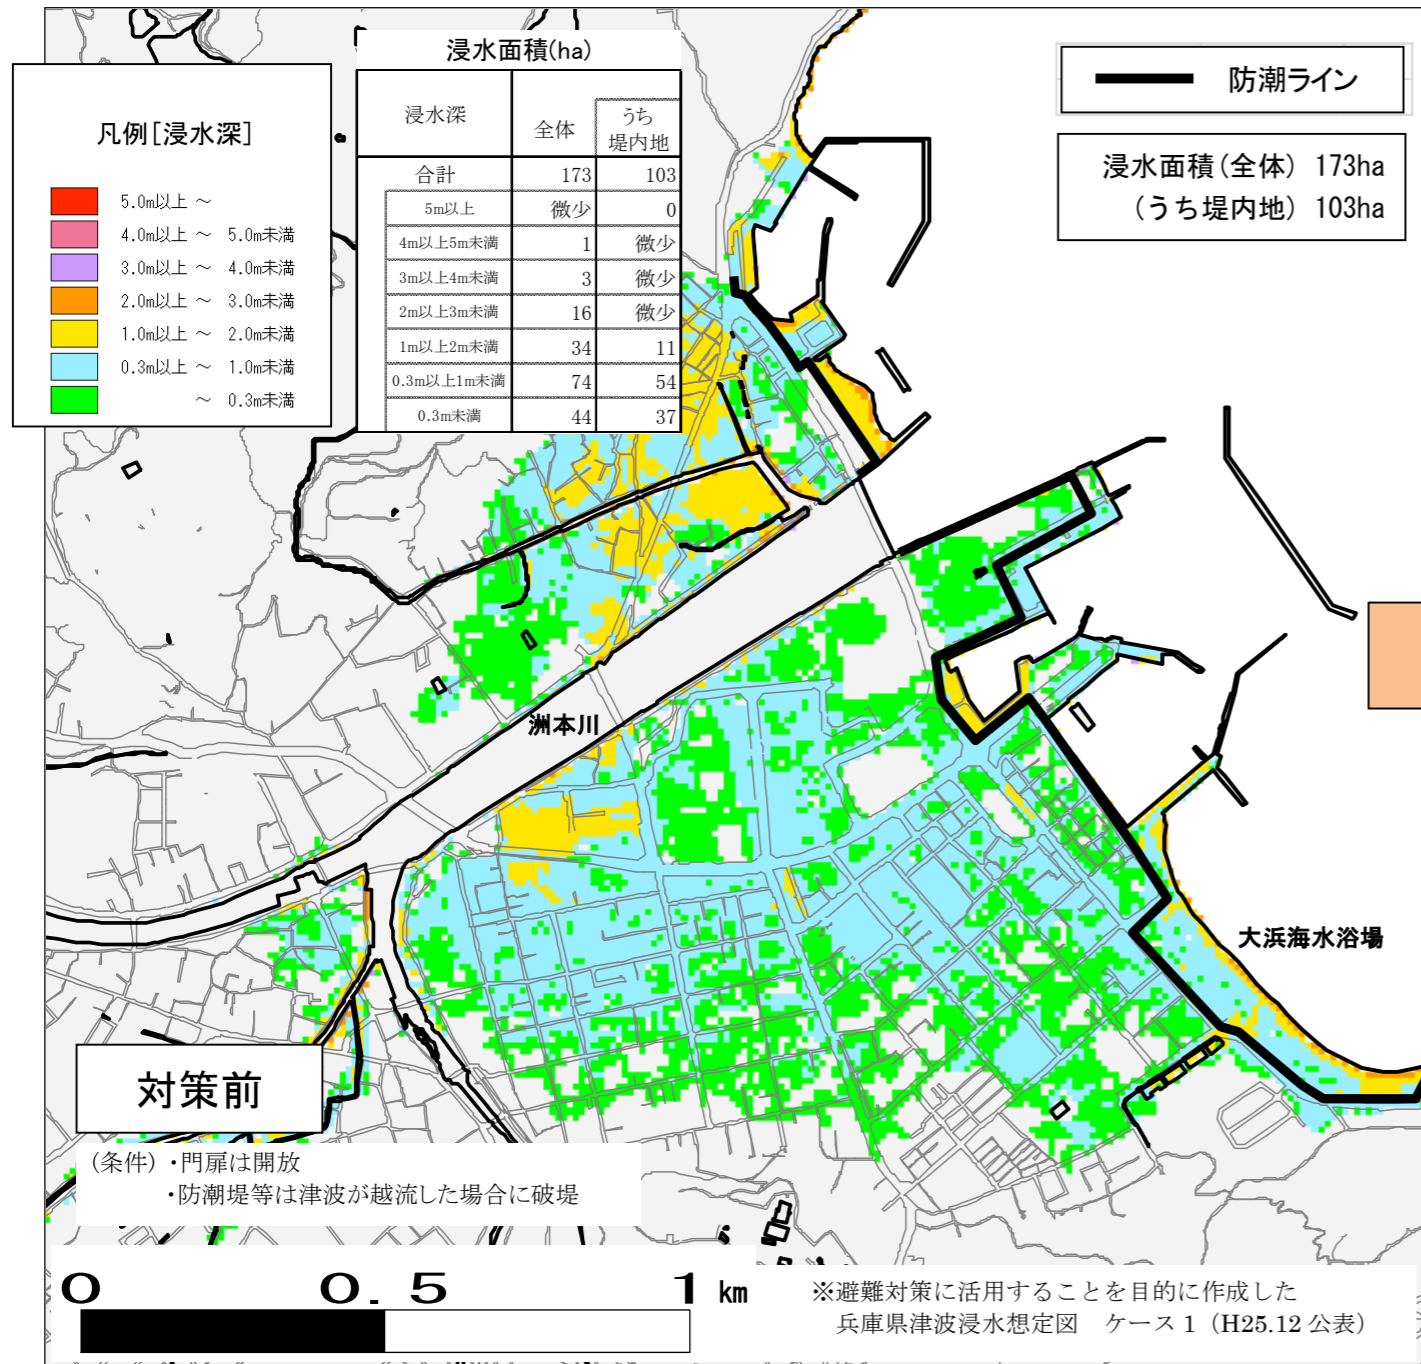 浸水面積(ha)
浸水深 全体 うち堤内地
合計 173 103
5m以上 微少 0
4m以上5m未満 1 微少
3m以上4m未満 3 微少
2m以上3m未満 16 微少
1m以上2m未満 34 11
0.3m以上1m未満 74 54
0.3m未満 44 37
凡例[浸水深]
5.0m以上 ～
4.0m以上 ～ 5.0m未満
3.0m以上 ～ 4.0m未満
2.0m以上 ～ 3.0m未満
1.0m以上 ～ 2.0m未満
0.3m以上 ～ 1.0m未満
～ 0.3m未満
防潮ライン
浸水面積(全体) 173ha
(うち堤内地) 103ha
洲本川
大浜海水浴場
対策前
(条件)・門扉は開放
・防潮堤等は津波が越流した場合に破堤
0 0.5 1 km
※避難対策に活用することを目的に作成した
兵庫県津波浸水想定図 ケース1(H25.12公表)